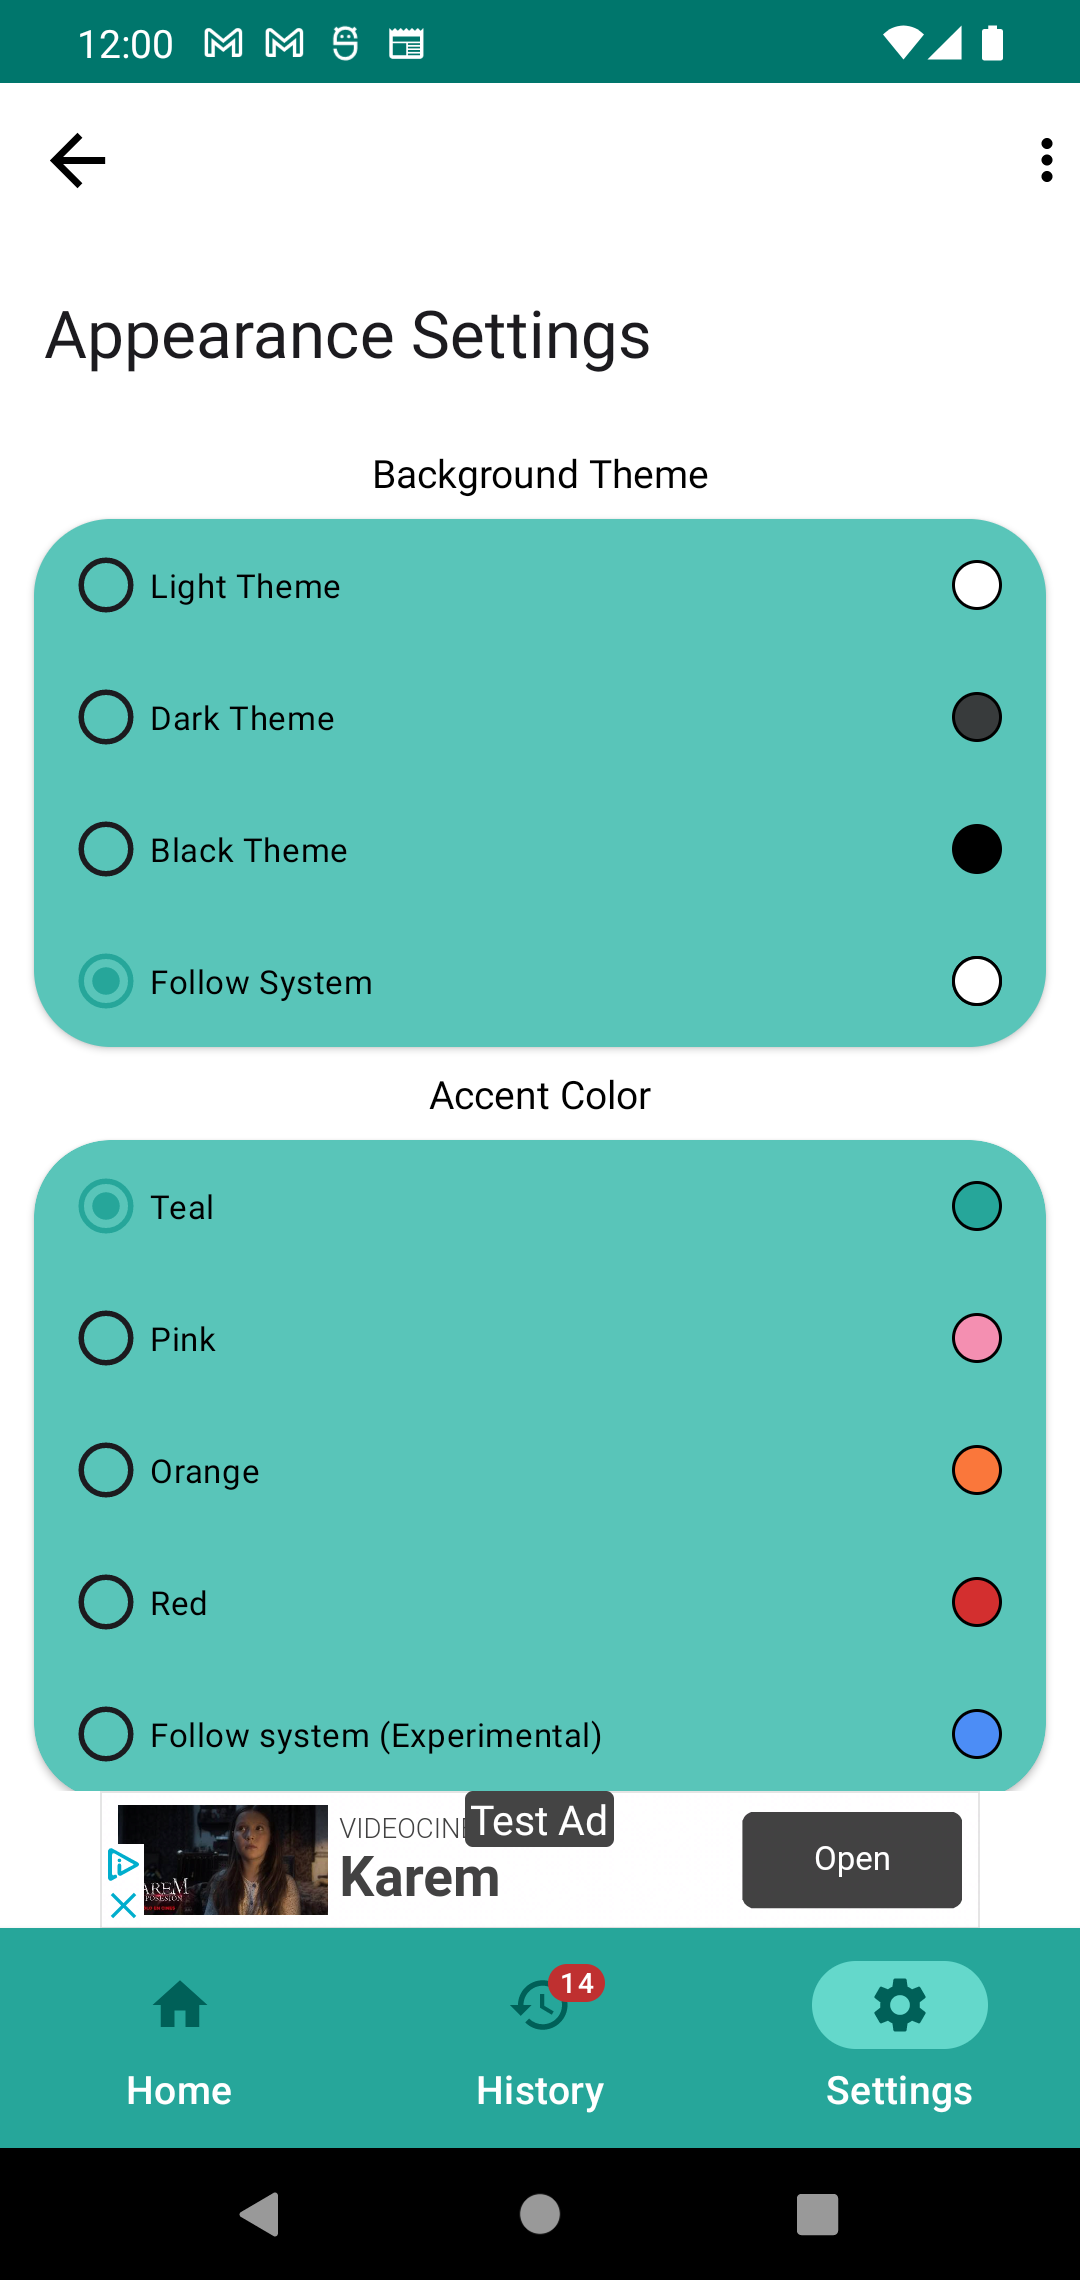 12:00
Appearance Settings
Background Theme
Light Theme
Dark Theme
Black Theme
Follow System
Accent Color
Teal
Pink
Orange
Red
Follow system (Experimental)
Test Ad
VIDEOCINE
Karem
Open
14
Home
History
Settings